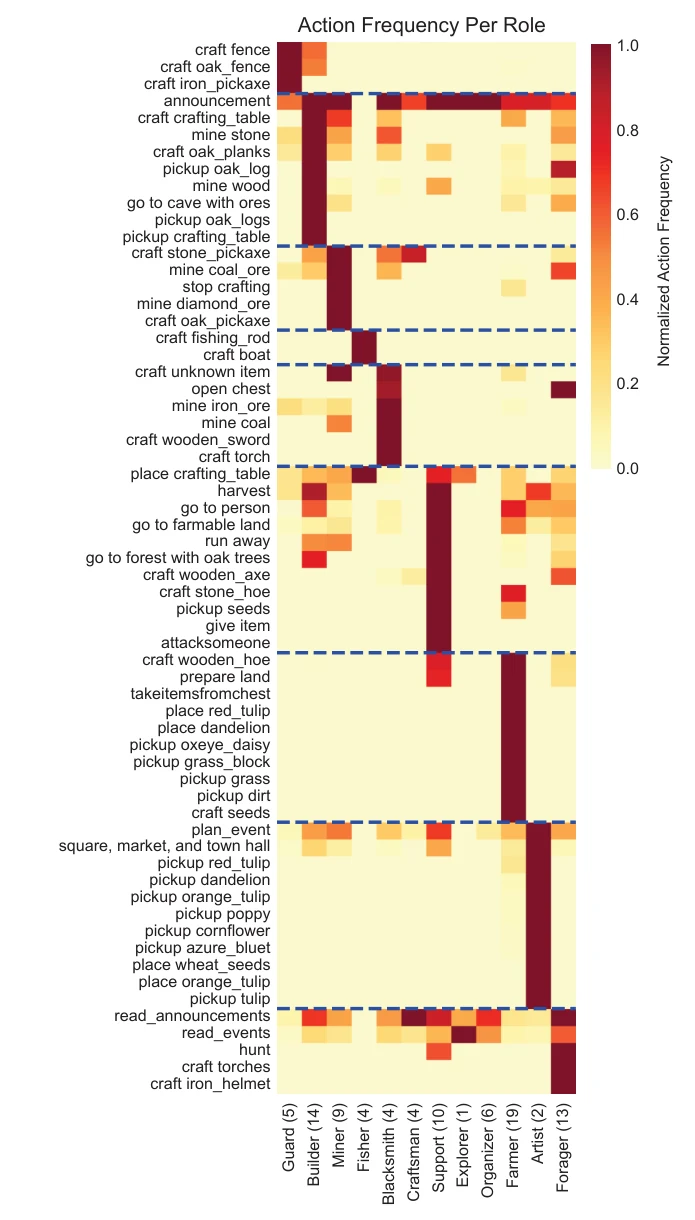 Action Frequency Per Role
craft fence
craft oak_fence
craft iron_pickaxe
announcement
craft crafting_table
mine stone
craft oak_planks
pickup oak_log
mine wood
go to cave with ores
pickup oak_logs
pickup crafting_table
craft stone_pickaxe
mine coal_ore
stop crafting
mine diamond_ore
craft oak_pickaxe
craft fishing_rod
craft boat
craft unknown item
open chest
mine iron_ore
mine coal
craft wooden_sword
craft torch
place crafting_table
harvest
go to person
go to farmable land
run away
go to forest with oak trees
craft wooden_axe
craft stone_hoe
pickup seeds
give item
attacksomeone
craft wooden_hoe
prepare land
takeitemsfromchest
place red_tulip
place dandelion
pickup oxeye_daisy
pickup grass_block
pickup grass
pickup dirt
craft seeds
plan_event
square, market, and town hall
pickup red_tulip
pickup dandelion
pickup orange_tulip
pickup poppy
pickup cornflower
pickup azure_bluet
place wheat_seeds
place orange_tulip
pickup tulip
read_announcements
read_events
hunt
craft torches
craft iron_helmet
Guard (5)
Builder (14)
Miner (9)
Fisher (4)
Blacksmith (4)
Craftsman (4)
Support (10)
Explorer (1)
Organizer (6)
Farmer (19)
Artist (2)
Forager (13)
1.0
0.8
0.6
0.4
0.2
0.0
Normalized Action Frequency